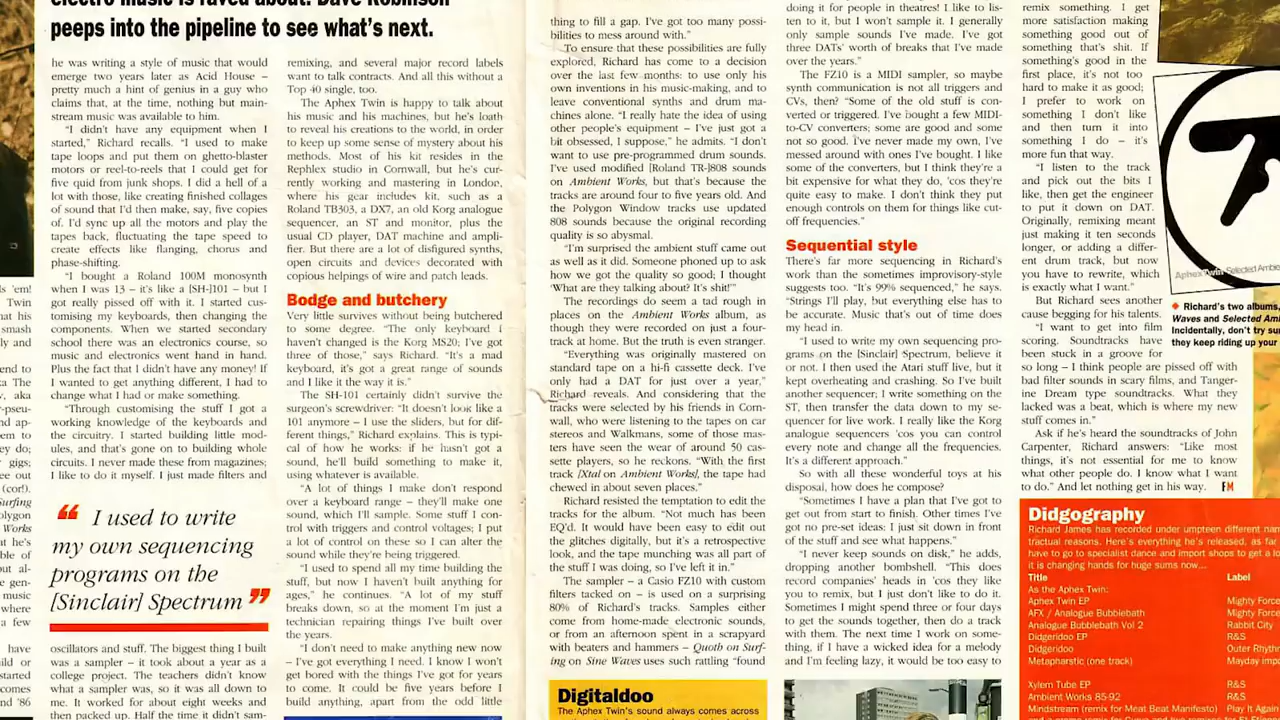 electro music is raved about. Dave Robinson
peeps into the pipeline to see what's next.
he was writing a style of music that would
emerge two years later as Acid House –
pretty much a hint of genius in a guy who
claims that, at the time, nothing but main-
stream music was available to him.
"I didn't have any equipment when I
started," Richard recalls. "I used to make
tape loops and put them on ghetto-blaster
motors or reel-to-reels that I could get for
five quid from junk shops. I did a hell of a
lot with those, like creating finished collages
of sound that I'd then make, say, five copies
of. I'd sync up all the motors and play the
tapes back, fluctuating the tape speed to
create effects like flanging, chorus and
phase-shifting.
"I bought a Roland 100M monosynth
when I was 13 – it's like a [SH-]101 – but I
got really pissed off with it. I started cus-
tomising my keyboards, then changing the
components. When we started secondary
school there was an electronics course, so
music and electronics went hand in hand.
Plus the fact that I didn't have any money! If
I wanted to get anything different, I had to
change what I had or make something.
"Through customising the stuff I got a
working knowledge of the keyboards and
the circuitry. I started building little mod-
ules, and that's gone on to building whole
circuits. I never made these from magazines;
I like to do it myself. I just made filters and
“ I used to write
my own sequencing
programs on the
[Sinclair] Spectrum ”
oscillators and stuff. The biggest thing I built
was a sampler – it took about a year as a
college project. The teachers didn't know
what a sampler was, so it was all down to
me. It worked for about eight weeks and
then packed up. Half the time it didn't sam-
remixing, and several major record labels
want to talk contracts. And all this without a
Top 40 single, too.
The Aphex Twin is happy to talk about
his music and his machines, but he's loath
to reveal his creations to the world, in order
to keep up some sense of mystery about his
methods. Most of his kit resides in the
Rephlex studio in Cornwall, but he's cur-
rently working and mastering in London,
where his gear includes kit, such as a
Roland TB303, a DX7, an old Korg analogue
sequencer, an ST and monitor, plus the
usual CD player, DAT machine and ampli-
fier. But there are a lot of disfigured synths,
open circuits and devices decorated with
copious helpings of wire and patch leads.
Bodge and butchery
Very little survives without being butchered
to some degree. "The only keyboard I
haven't changed is the Korg MS20; I've got
three of those," says Richard. "It's a mad
keyboard, it's got a great range of sounds
and I like it the way it is."
The SH-101 certainly didn't survive the
surgeon's screwdriver: "It doesn't look like a
101 anymore – I use the sliders, but for dif-
ferent things," Richard explains. This is typi-
cal of how he works: if he hasn't got a
sound, he'll build something to make it,
using whatever is available.
"A lot of things I make don't respond
over a keyboard range – they'll make one
sound, which I'll sample. Some stuff I con-
trol with triggers and control voltages; I put
a lot of control on these so I can alter the
sound while they're being triggered.
"I used to spend all my time building the
stuff, but now I haven't built anything for
ages," he continues. "A lot of my stuff
breaks down, so at the moment I'm just a
technician repairing things I've built over
the years.
"I don't need to make anything new now
– I've got everything I need. I know I won't
get bored with the things I've got for years
to come. It could be five years before I
build anything, apart from the odd little
thing to fill a gap. I've got too many possi-
bilities to mess around with."
To ensure that these possibilities are fully
explored, Richard has come to a decision
over the last few months: to use only his
own inventions in his music-making, and to
leave conventional synths and drum ma-
chines alone. "I really hate the idea of using
other people's equipment – I've just got a
bit obsessed, I suppose," he admits. "I don't
want to use pre-programmed drum sounds.
I've used modified [Roland TR-]808 sounds
on Ambient Works, but that's because the
tracks are around four to five years old. And
the Polygon Window tracks use updated
808 sounds because the original recording
quality is so abysmal.
"I'm surprised the ambient stuff came out
as well as it did. Someone phoned up to ask
how we got the quality so good; I thought
'What are they talking about? It's shit!'"
The recordings do seem a tad rough in
places on the Ambient Works album, as
though they were recorded on just a four-
track at home. But the truth is even stranger.
"Everything was originally mastered on
standard tape on a hi-fi cassette deck. I've
only had a DAT for just over a year,"
Richard reveals. And considering that the
tracks were selected by his friends in Corn-
wall, who were listening to the tapes on car
stereos and Walkmans, some of those mas-
ters have seen the wear of around 50 cas-
sette players, so he reckons. "With the first
track [Xtal on Ambient Works], the tape had
chewed in about seven places."
Richard resisted the temptation to edit the
tracks for the album. "Not much has been
EQ'd. It would have been easy to edit out
the glitches digitally, but it's a retrospective
look, and the tape munching was all part of
the stuff I was doing, so I've left it in."
The sampler – a Casio FZ10 with custom
filters tacked on – is used on a surprising
80% of Richard's tracks. Samples either
come from home-made electronic sounds,
or from an afternoon spent in a scrapyard
with beaters and hammers – Quoth on Surf-
ing on Sine Waves uses such rattling "found
Digitaldoo
The Aphex Twin's sound always comes across
doing it for people in theatres! I like to lis-
ten to it, but I won't sample it. I generally
only sample sounds I've made. I've got
three DATs' worth of breaks that I've made
over the years."
The FZ10 is a MIDI sampler, so maybe
synth communication is not all triggers and
CVs, then? "Some of the old stuff is con-
verted or triggered. I've bought a few MIDI-
to-CV converters; some are good and some
not so good. I've never made my own, I've
messed around with ones I've bought. I like
some of the converters, but I think they're a
bit expensive for what they do, 'cos they're
quite easy to make. I don't think they put
enough controls on them for things like cut-
off frequencies."
Sequential style
There's far more sequencing in Richard's
work than the sometimes improvisory-style
suggests too. "It's 99% sequenced," he says.
"Strings I'll play, but everything else has to
be accurate. Music that's out of time does
my head in.
"I used to write my own sequencing pro-
grams on the [Sinclair] Spectrum, believe it
or not. I then used the Atari stuff live, but it
kept overheating and crashing. So I've built
another sequencer; I write something on the
ST, then transfer the data down to my se-
quencer for live work. I really like the Korg
analogue sequencers 'cos you can control
every note and change all the frequencies.
It's a different approach."
So with all these wonderful toys at his
disposal, how does he compose?
"Sometimes I have a plan that I've got to
get out from start to finish. Other times I've
got no pre-set ideas: I just sit down in front
of the stuff and see what happens."
"I never keep sounds on disk," he adds,
dropping another bombshell. "This does
record companies' heads in 'cos they like
you to remix, but I just don't like to do it.
Sometimes I might spend three or four days
to get the sounds together, then do a track
with them. The next time I work on some-
thing, if I have a wicked idea for a melody
and I'm feeling lazy, it would be too easy to
remix something. I get
more satisfaction making
something good out of
something that's shit. If
something's good in the
first place, it's not too
hard to make it as good;
I prefer to work on
something I don't like
and then turn it into
something I do – it's
more fun that way.
"I listen to the track
and pick out the bits I
like, then get the engineer
to put it down on DAT.
Originally, remixing meant
just making it ten seconds
longer, or adding a differ-
ent drum track, but now
you have to rewrite, which
is exactly what I want."
But Richard sees another
cause begging for his talents.
"I want to get into film
scoring. Soundtracks have
been stuck in a groove for
so long – I think people are pissed off with
bad filter sounds in scary films, and Tanger-
ine Dream type soundtracks. What they
lacked was a beat, which is where my new
stuff comes in."
Ask if he's heard the soundtracks of John
Carpenter, Richard answers: "Like most
things, it's not essential for me to know
what other people do. I know what I want
to do." And let nothing get in his way. FM
Aphex Twin Selected Ambie
◆ Richard's two albums,
Waves and Selected Am
Incidentally, don't try su
they keep riding up your
Didgography
Richard James has recorded under umpteen different nam
tractual reasons. Here's everything he's released, as far
have to go to specialist dance and import shops to get a lo
it is changing hands for huge sums now...
Title Label
As the Aphex Twin:
Aphex Twin EP Mighty Force
AFX / Analogue Bubblebath Mighty Force
Analogue Bubblebath Vol 2 Rabbit City
Didgeridoo EP R&S
Didgeridoo Outer Rhythm
Metapharstic (one track) Mayday impo
Xylem Tube EP R&S
Ambient Works 85-92 R&S
Mindstream (remix for Meat Beat Manifesto) Play It Again